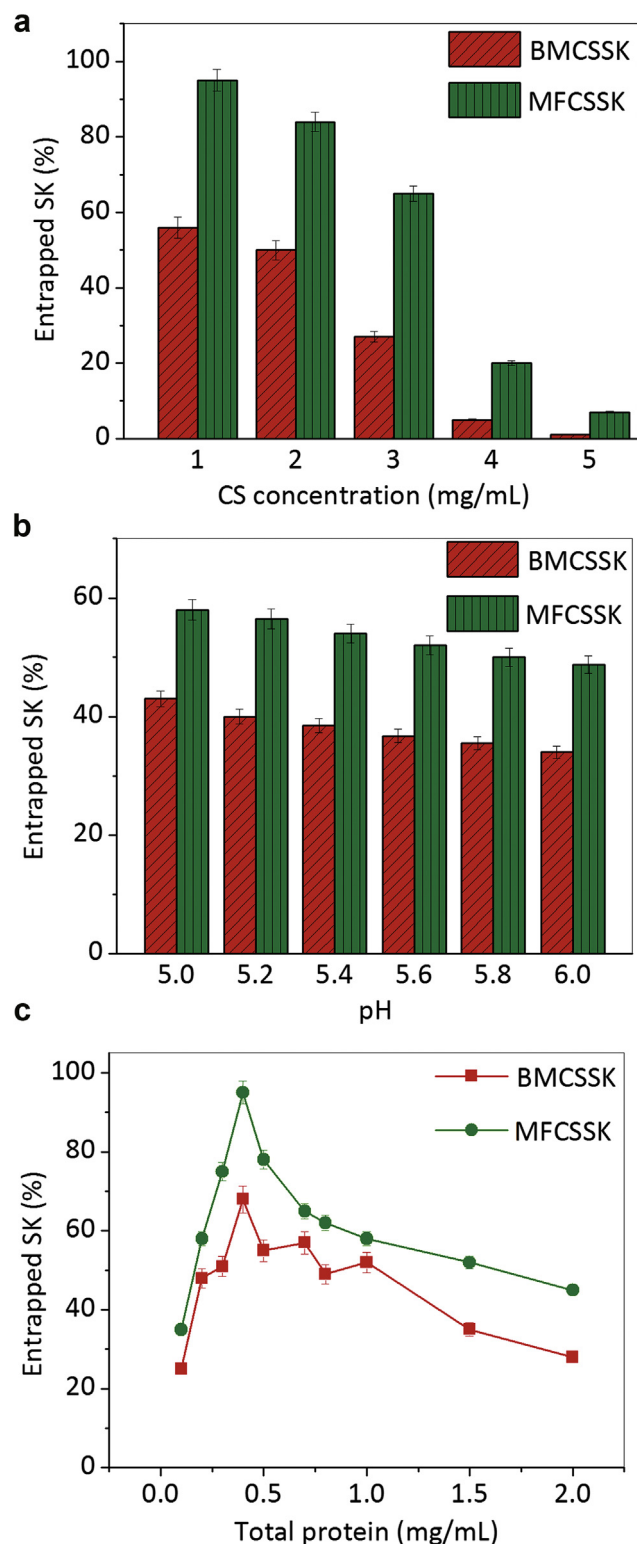 a
BMCSSK
MFCSSK
100
80
60
40
20
0
Entrapped SK (%)
1 2 3 4 5
CS concentration (mg/mL)
b
BMCSSK
MFCSSK
60
40
20
0
Entrapped SK (%)
5.0 5.2 5.4 5.6 5.8 6.0
pH
c
BMCSSK
MFCSSK
100
80
60
40
20
0
Entrapped SK (%)
0.0 0.5 1.0 1.5 2.0
Total protein (mg/mL)